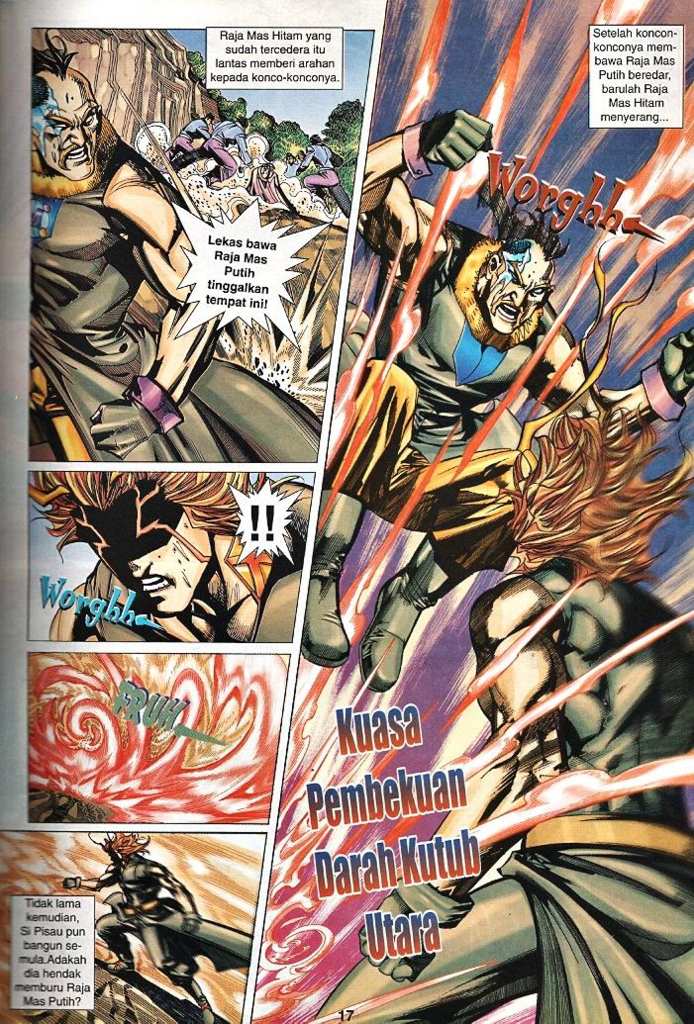 Raja Mas Hitam yang
sudah tercedera itu
lantas memberi arahan
kepada konco-konconya.
Lekas bawa
Raja Mas
Putih
tinggalkan
tempat ini!
!!
Worghh
FRUH
Tidak lama
kemudian,
Si Pisau pun
bangun se-
mula.Adakah
dia hendak
memburu Raja
Mas Putih?
Setelah koncon-
konconya mem-
bawa Raja Mas
Putih beredar,
barulah Raja
Mas Hitam
menyerang...
Worghh
Kuasa
Pembekuan
Darah Kutub
Utara
17